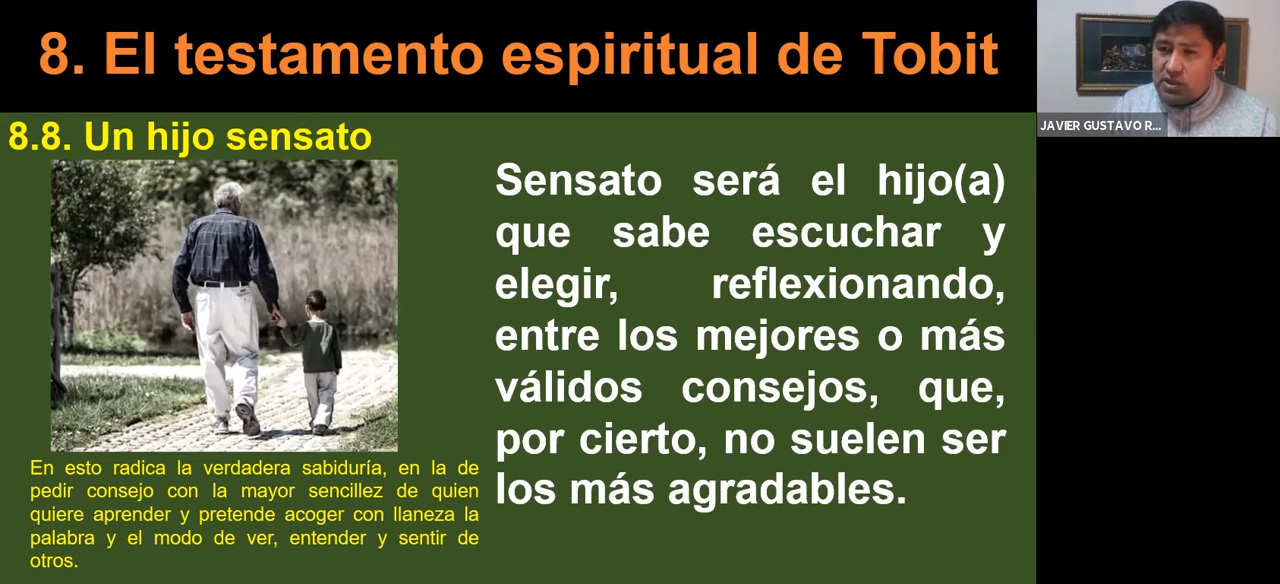 8. El testamento espiritual de Tobit
JAVIER GUSTAVO R...
8.8. Un hijo sensato
Sensato será el hijo(a)
que sabe escuchar y
elegir, reflexionando,
entre los mejores o más
válidos consejos, que,
por cierto, no suelen ser
los más agradables.
En esto radica la verdadera sabiduría, en la de
pedir consejo con la mayor sencillez de quien
quiere aprender y pretende acoger con llaneza la
palabra y el modo de ver, entender y sentir de
otros.